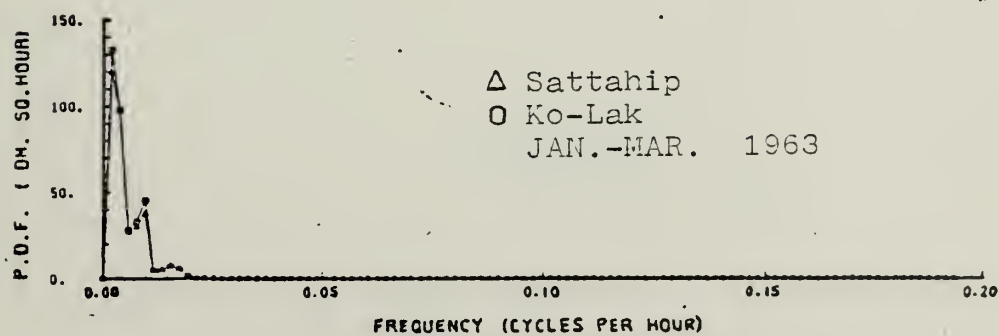 P.D.F. ( DM. SQ.HOUR)
150.
100.
50.
0.
Δ Sattahip
O Ko-Lak
JAN.-MAR. 1963
0.00
0.05
0.10
0.15
0.20
FREQUENCY (CYCLES PER HOUR)